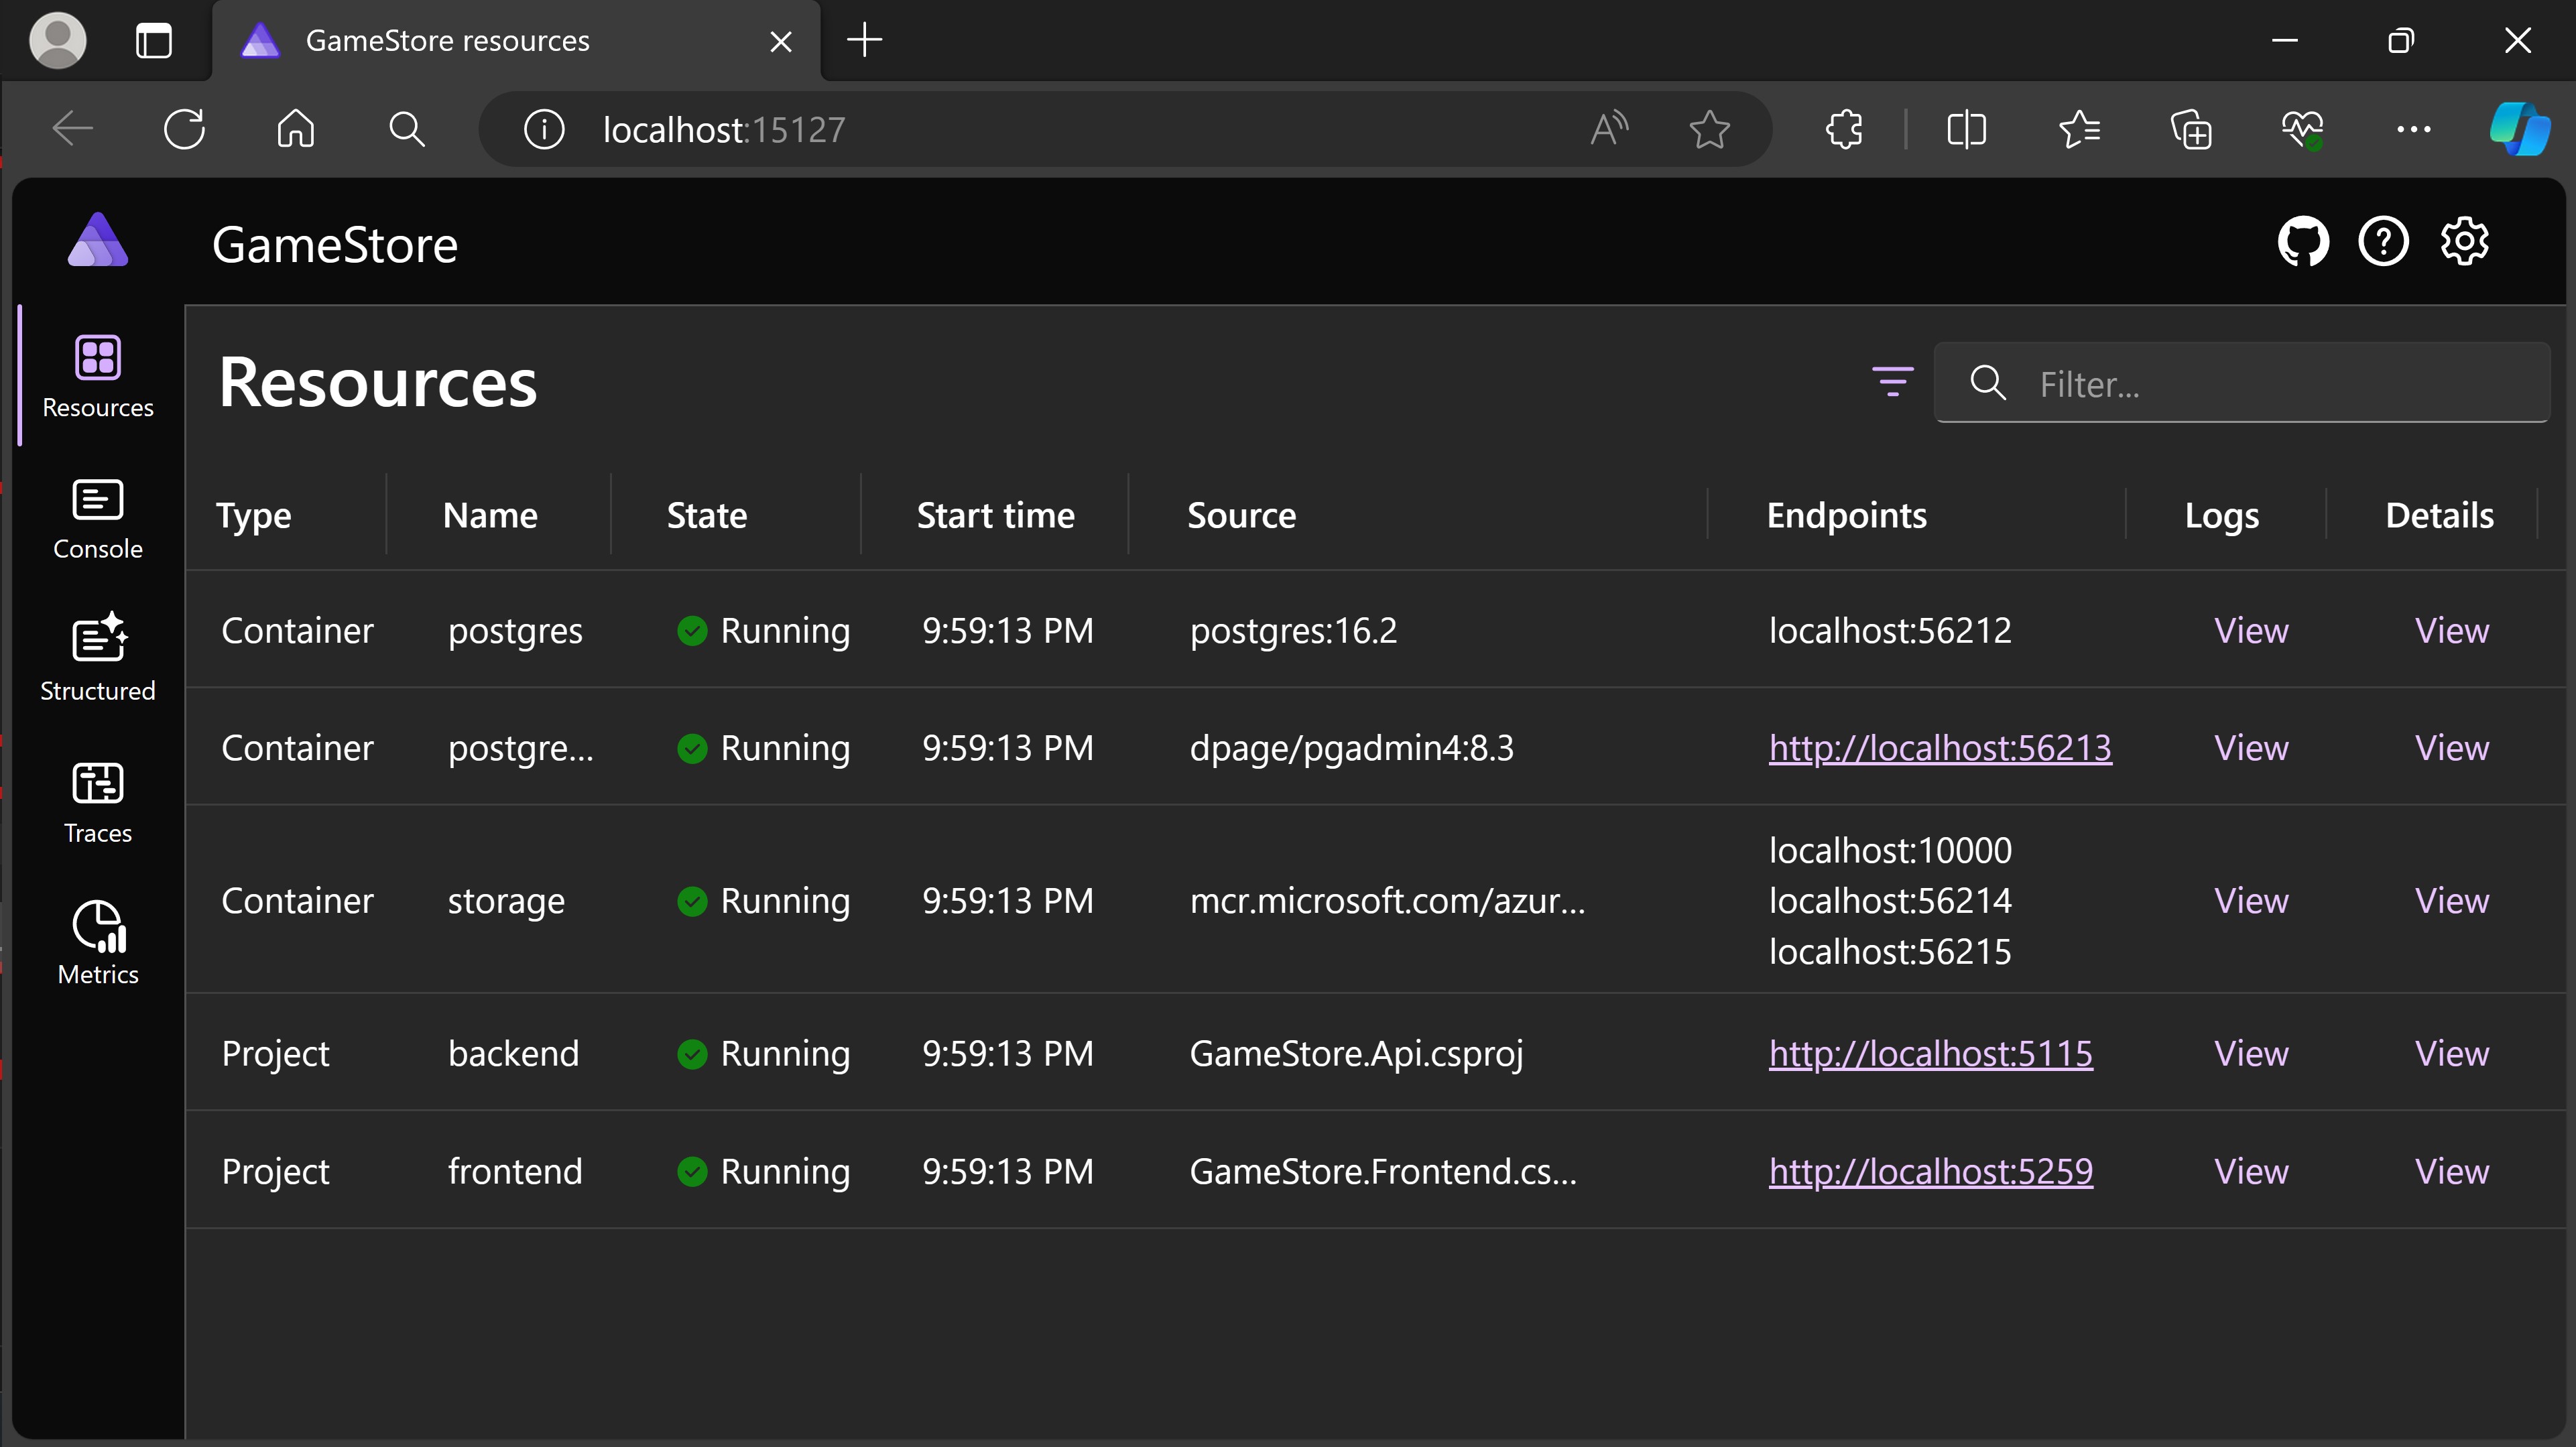 GameStore resources
localhost:15127
GameStore
Resources
Console
Structured
Traces
Metrics
Resources
Filter...
Type Name State Start time Source Endpoints Logs Details
Container postgres Running 9:59:13 PM postgres:16.2 localhost:56212 View View
Container postgre... Running 9:59:13 PM dpage/pgadmin4:8.3 http://localhost:56213 View View
Container storage Running 9:59:13 PM mcr.microsoft.com/azur... localhost:10000 View View
localhost:56214
localhost:56215
Project backend Running 9:59:13 PM GameStore.Api.csproj http://localhost:5115 View View
Project frontend Running 9:59:13 PM GameStore.Frontend.cs... http://localhost:5259 View View